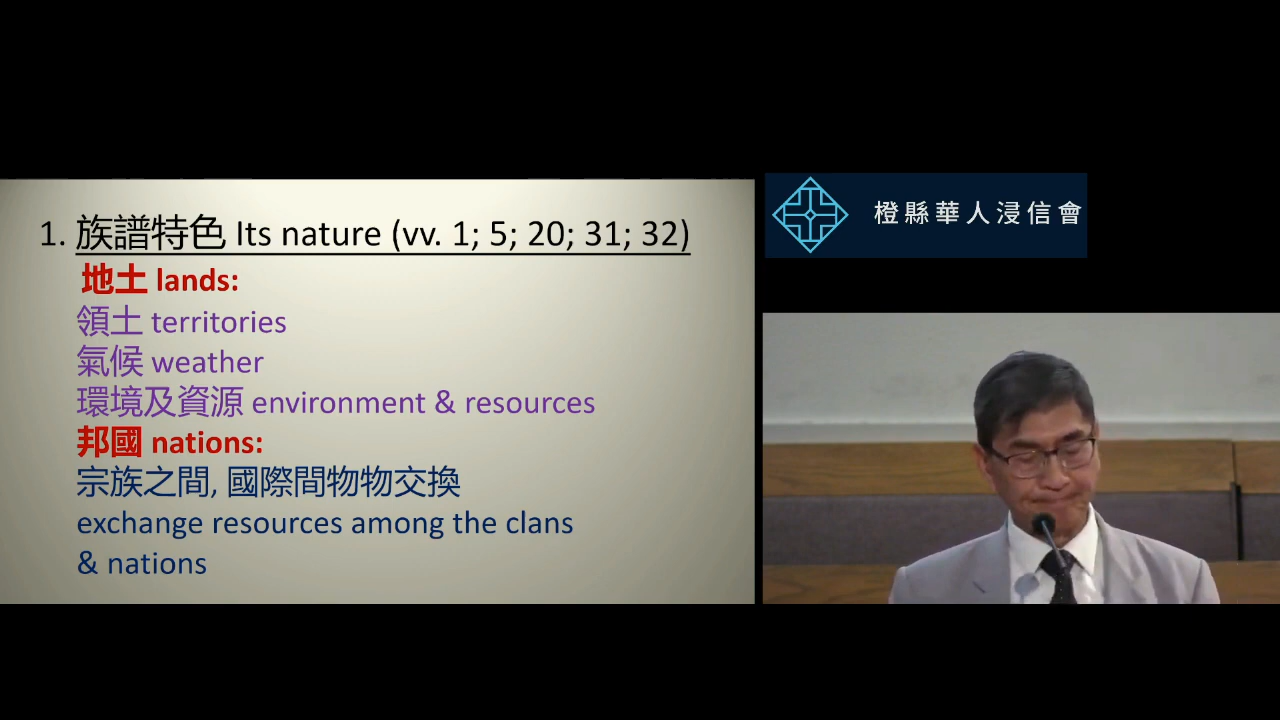 1. 族譜特色 Its nature (vv. 1; 5; 20; 31; 32)
地土 lands:
領土 territories
氣候 weather
環境及資源 environment & resources
邦國 nations:
宗族之間, 國際間物物交換
exchange resources among the clans
& nations
橙縣華人浸信會